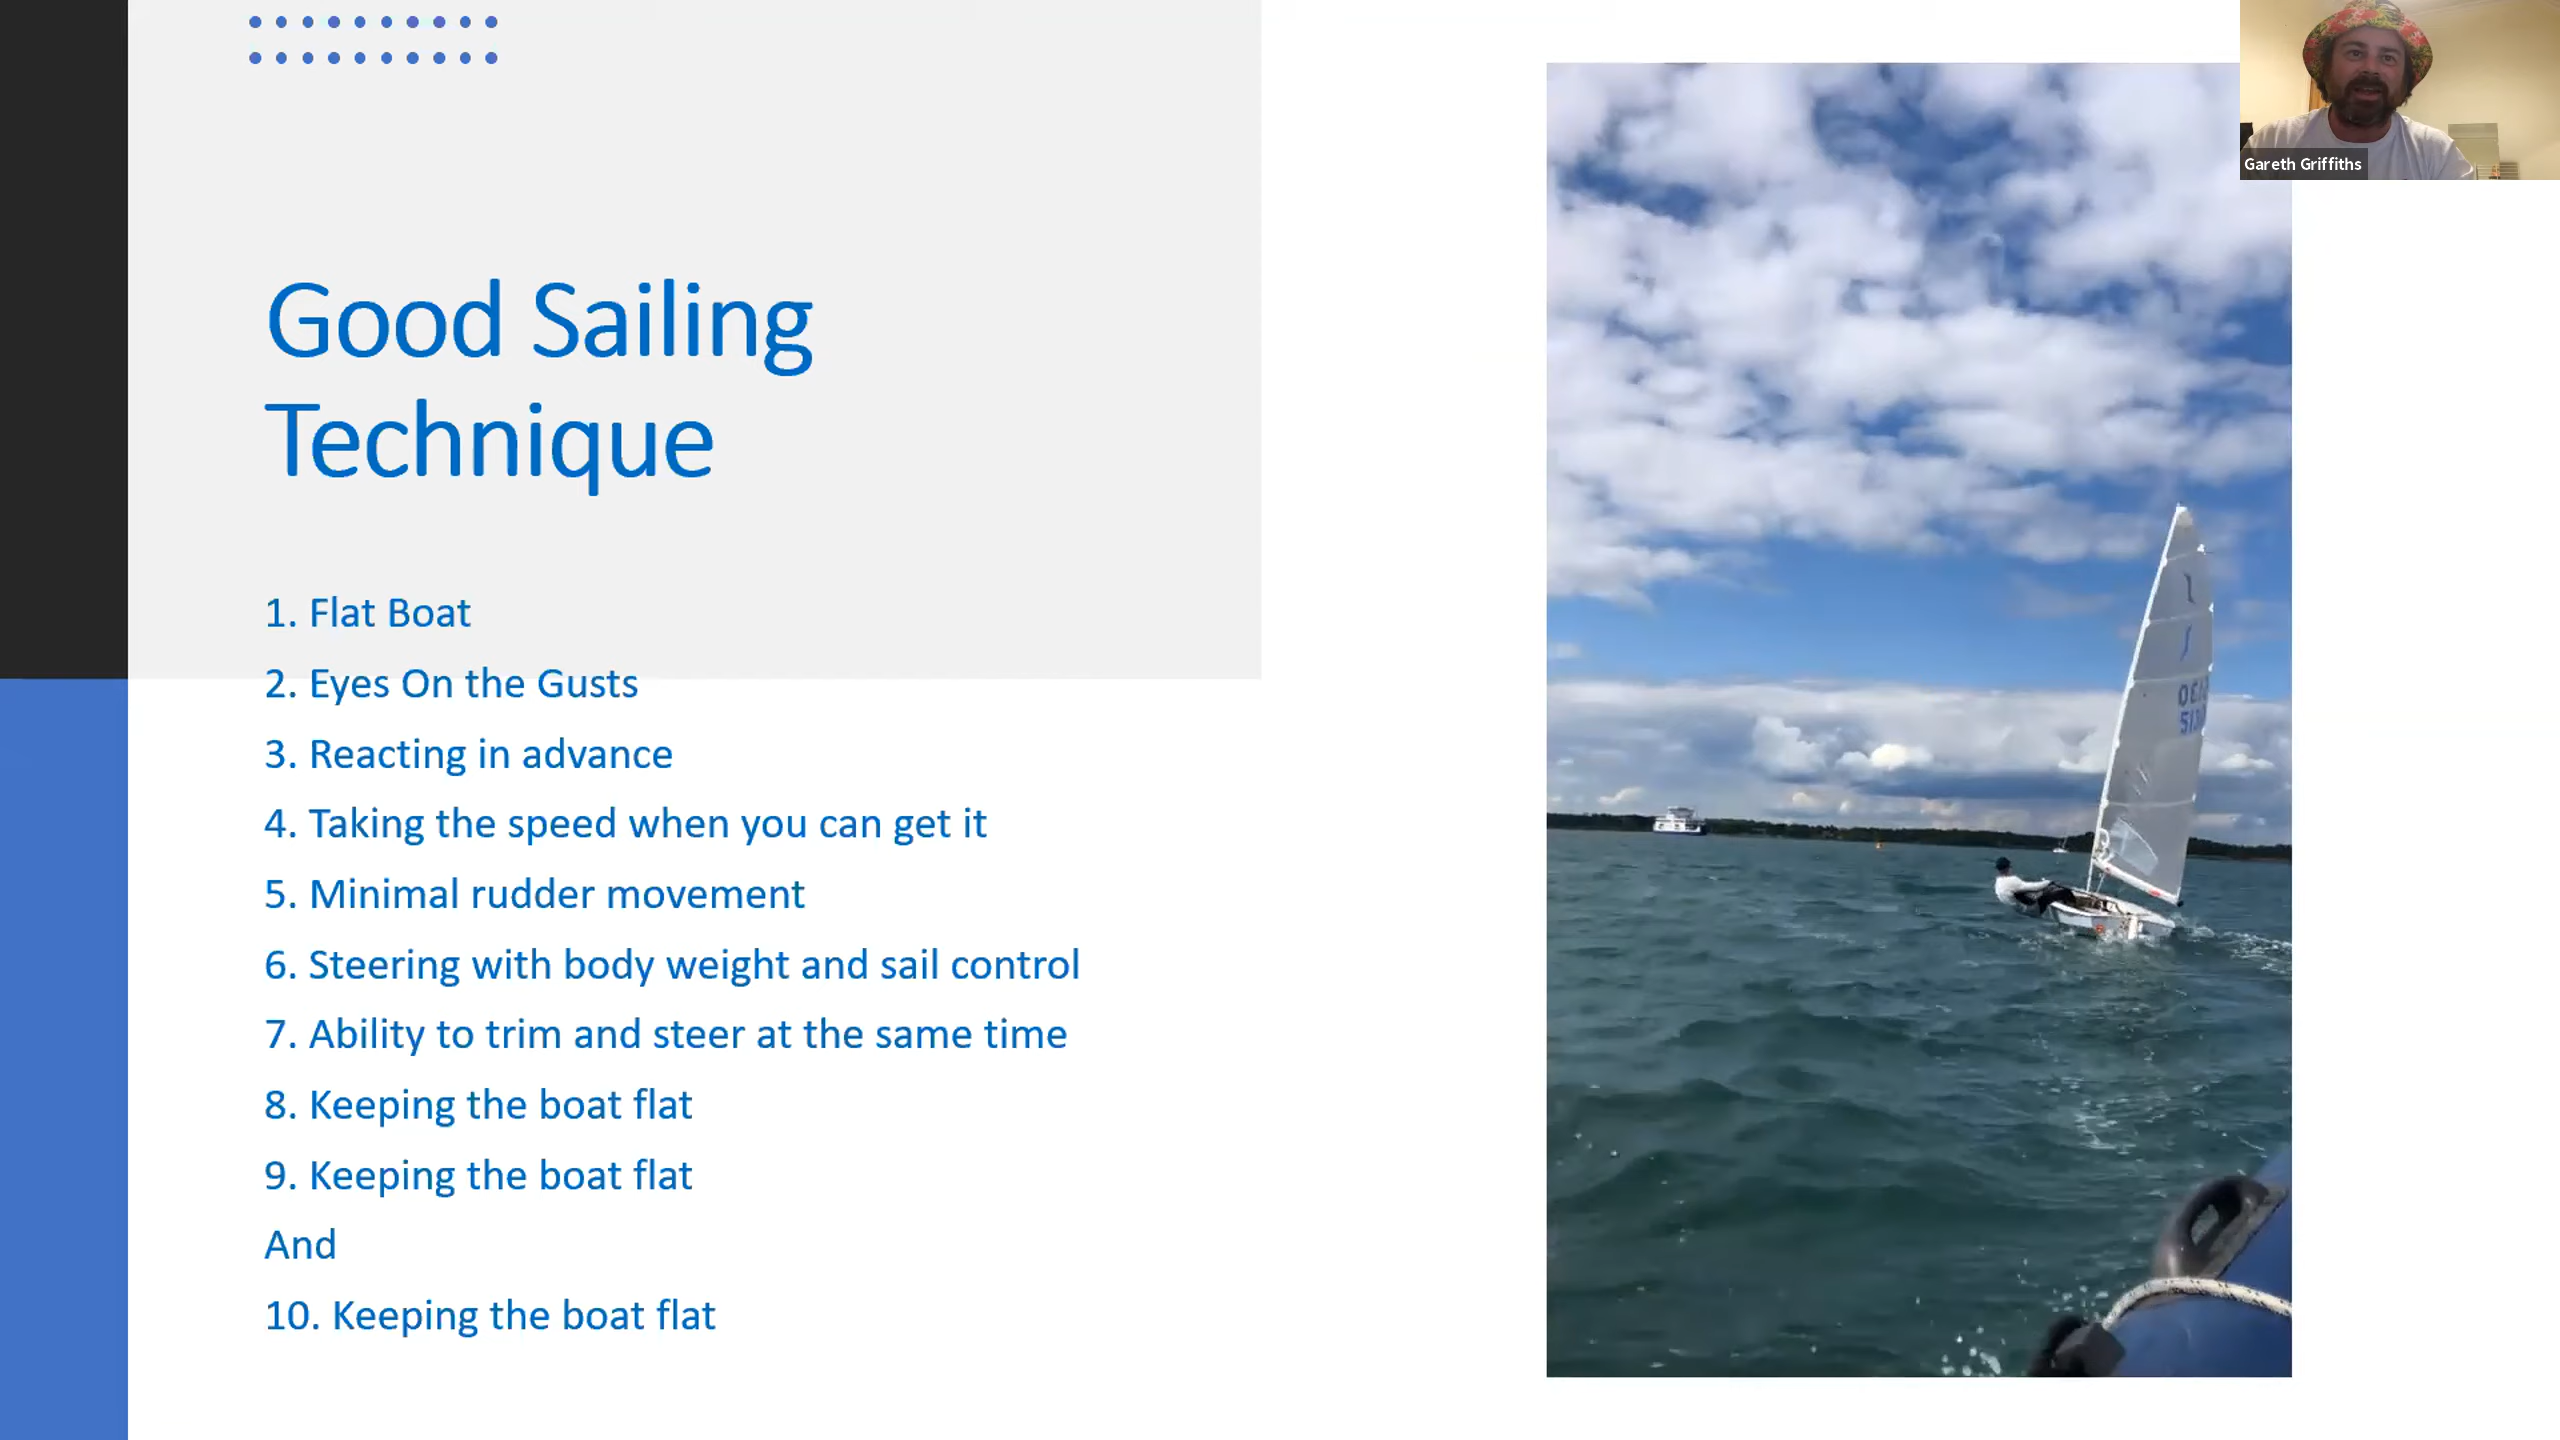 Gareth Griffiths
Good Sailing
Technique
1. Flat Boat
2. Eyes On the Gusts
3. Reacting in advance
4. Taking the speed when you can get it
5. Minimal rudder movement
6. Steering with body weight and sail control
7. Ability to trim and steer at the same time
8. Keeping the boat flat
9. Keeping the boat flat
And
10. Keeping the boat flat